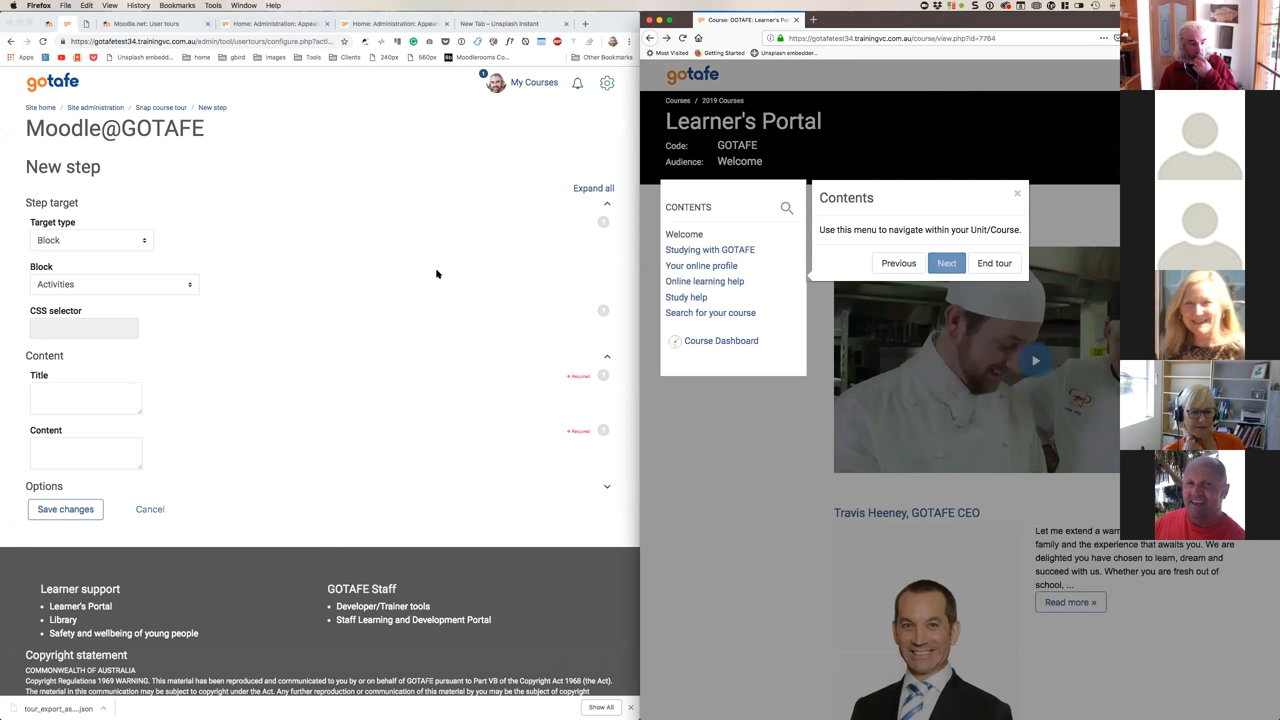 Firefox File Edit View History Bookmarks Tools Window
go
Moodle.net: User tours
Home: Administration: Appea
Home: Administration: Appea
New Tab – Unsplash Instant
https://gotafetest34.trainingvc.com.au/admin/tool/usertours/configure.php?acti...
Apps
Unsplash embedd...
home
gbird
Images
Tools
Clients
240px
560px
Moodlerooms Co...
Other Bookmarks
gotafe
1
My Courses
Site home / Site administration / Snap course tour / New step
Moodle@GOTAFE
New step
Expand all
Step target
Target type
?
Block
Block
Activities
CSS selector
?
Content
Title
Required
?
Content
Required
?
Options
Save changes
Cancel
Learner support
Learner's Portal
Library
Safety and wellbeing of young people
GOTAFE Staff
Developer/Trainer tools
Staff Learning and Development Portal
Copyright statement
COMMONWEALTH OF AUSTRALIA
Copyright Regulations 1969 WARNING. This material has been reproduced and communicated to you by or on behalf of GOTAFE pursuant to Part VB of the Copyright Act 1968 (the Act).
The material in this communication may be subject to copyright under the Act. Any further reproduction or communication of this material by you may be the subject of copyright
tour_export_as....json
Show All
Course: GOTAFE: Learner's Po
https://gotafetest34.trainingvc.com.au/course/view.php?id=7764
Most Visited
Getting Started
Unsplash embedder...
gotafe
Courses / 2019 Courses
Learner's Portal
Code: GOTAFE
Audience: Welcome
CONTENTS
Welcome
Studying with GOTAFE
Your online profile
Online learning help
Study help
Search for your course
Course Dashboard
Contents
Use this menu to navigate within your Unit/Course.
Previous
Next
End tour
Travis Heeney, GOTAFE CEO
Let me extend a warm
family and the experience that awaits you. We are
delighted you have chosen to learn, dream and
succeed with us. Whether you are fresh out of
school, ...
Read more »